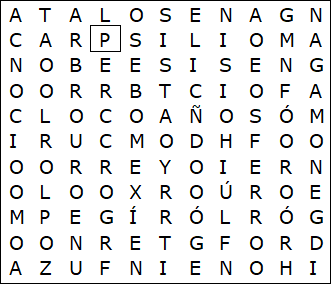 A T A L O S E N A G N
C A R P S I L I O M A
N O B E E S I S E N G
O O R R B T C I O F A
C L O C O A Ñ O S Ó M
I R U C M O D H F O O
O O R R E Y O I E R N
O L O O X R O Ú R O E
M P E G Í R Ó L R Ó G
O O N R E T G F O R D
A Z U F N I E N O H I